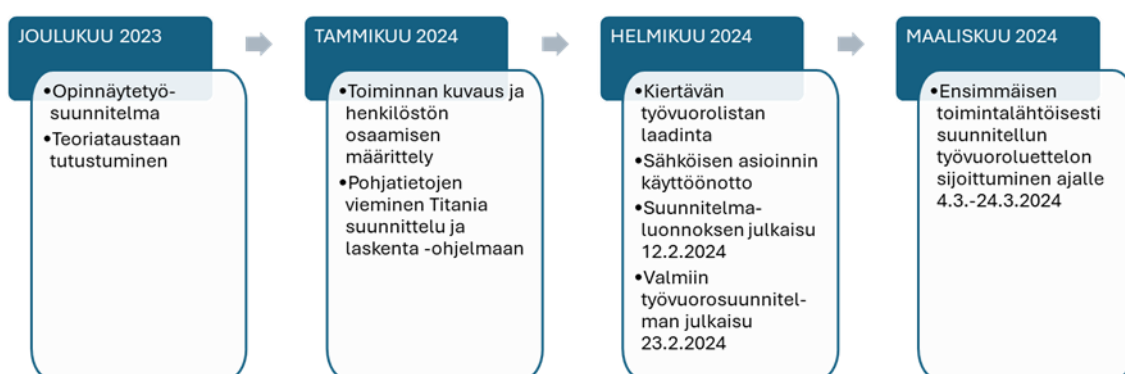 JOULUKUU 2023
•Opinnäytetyö-
suunnitelma
•Teoriataustaan
tutustuminen
TAMMIKUU 2024
•Toiminnan kuvaus ja
henkilöstön
osaamisen
määrittely
•Pohjatietojen
vieminen Titania
suunnittelu ja
laskenta -ohjelmaan
HELMIKUU 2024
•Kiertävän
työvuorolistan
laadinta
•Sähköisen asioinnin
käyttöönotto
•Suunnitelma-
luonnoksen julkaisu
12.2.2024
•Valmiin
työvuorosuunnitel-
man julkaisu
23.2.2024
MAALISKUU 2024
•Ensimmäisen
toimintalähtöisesti
suunnitellun
työvuoroluettelon
sijoittuminen ajalle
4.3.-24.3.2024